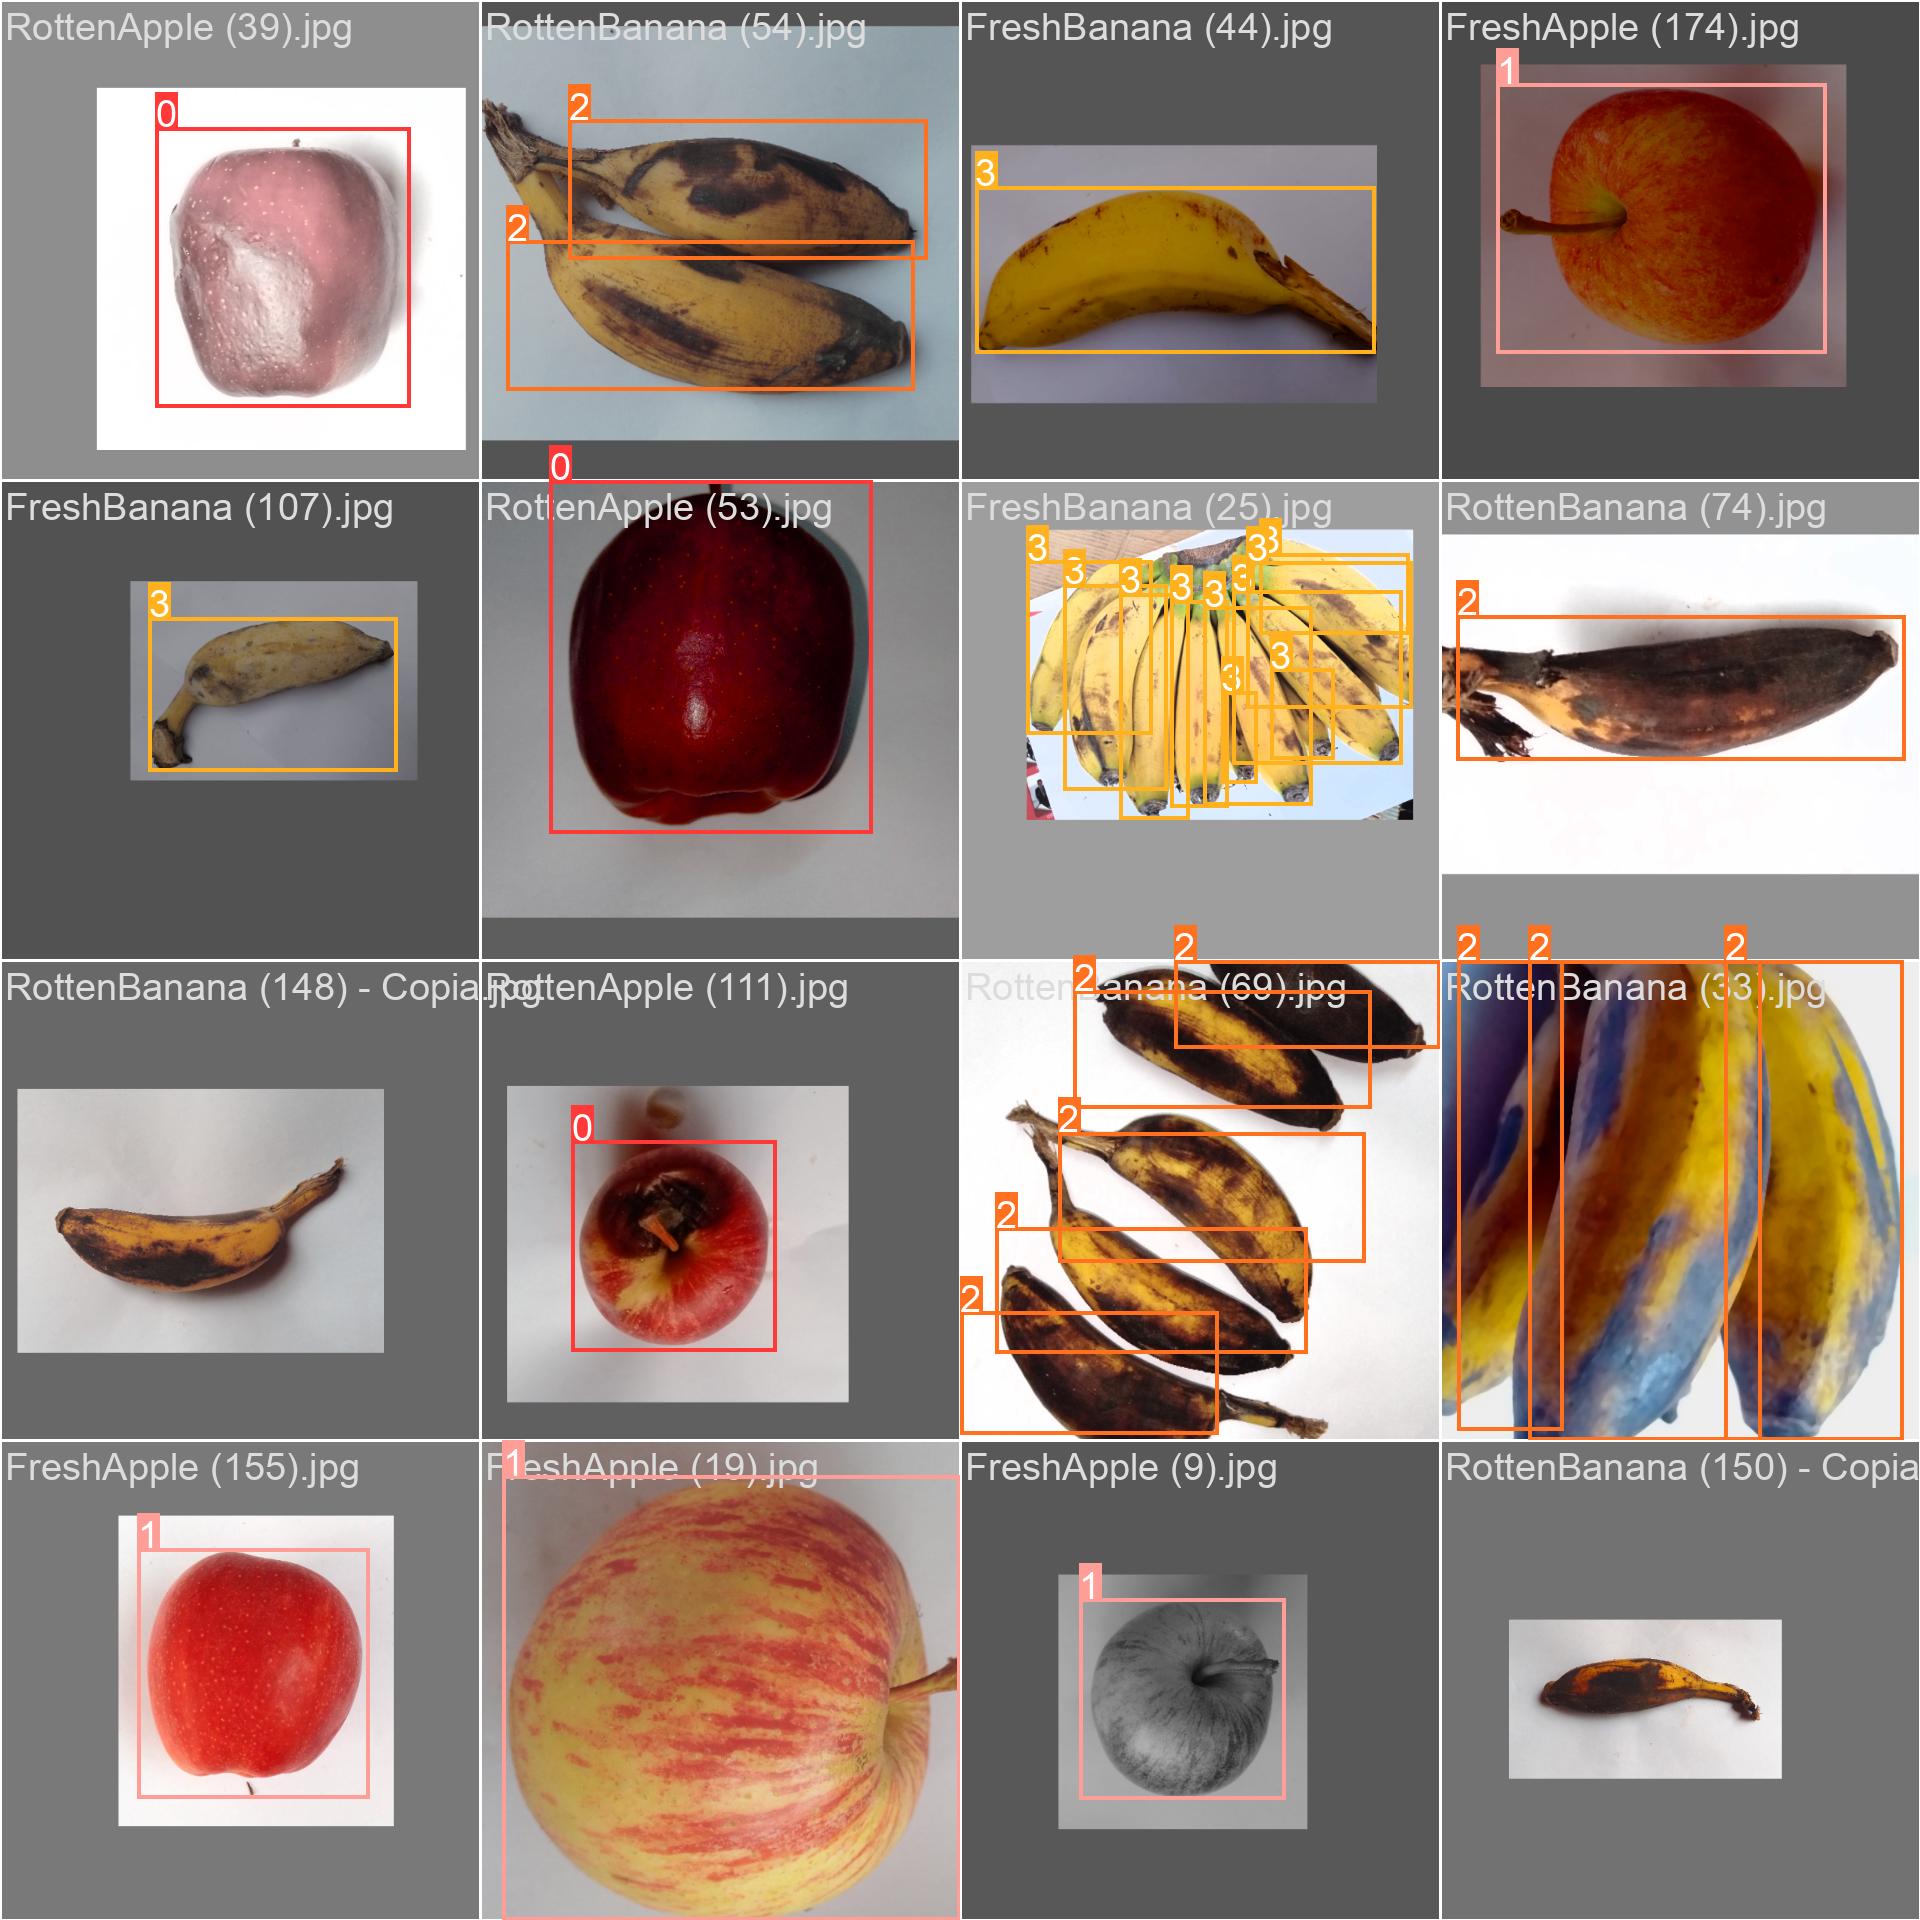 RottenApple (39).jpg
RottenBanana (54).jpg
FreshBanana (44).jpg
FreshApple (174).jpg
0
2
2
3
1
FreshBanana (107).jpg
RottenApple (53).jpg
FreshBanana (25).jpg
RottenBanana (74).jpg
3
0
3
3
3
3
3
3
3
3
3
3
2
RottenBanana (148) - Copia.jpg
RottenApple (111).jpg
RottenBanana (69).jpg
RottenBanana (33).jpg
0
2
2
2
2
2
2
2
2
FreshApple (155).jpg
FreshApple (19).jpg
FreshApple (9).jpg
RottenBanana (150) - Copia
1
1
1